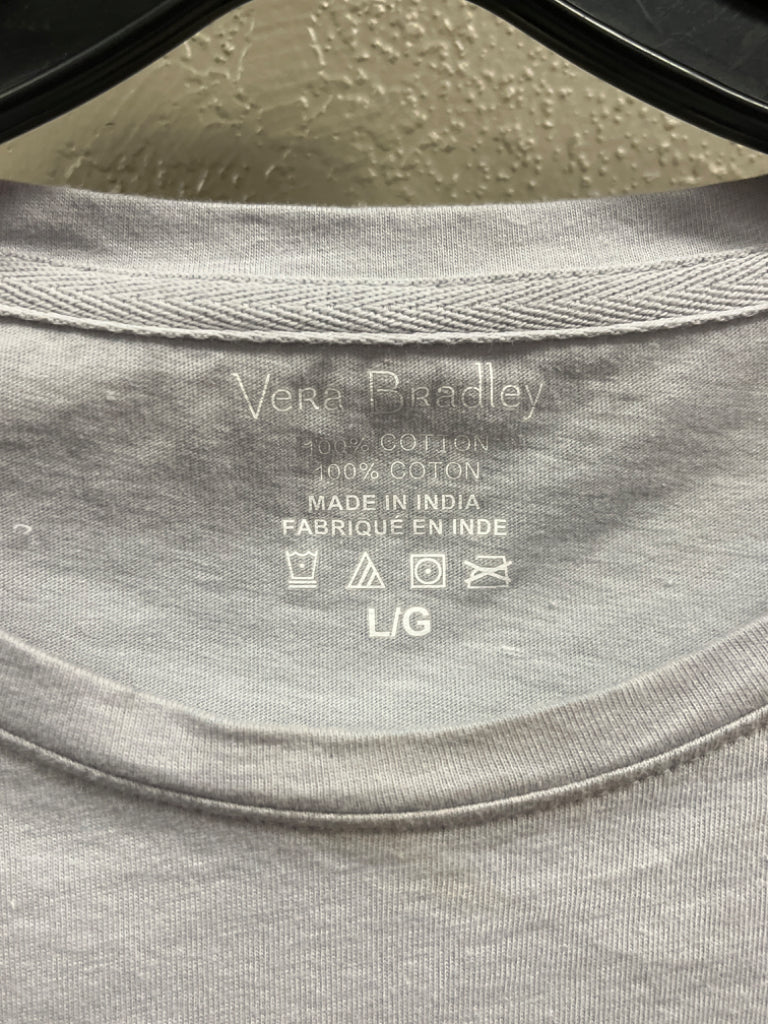 Vera Bradley
100% COTTON
100% COTON
MADE IN INDIA
FABRIQUÉ EN INDE
L/G